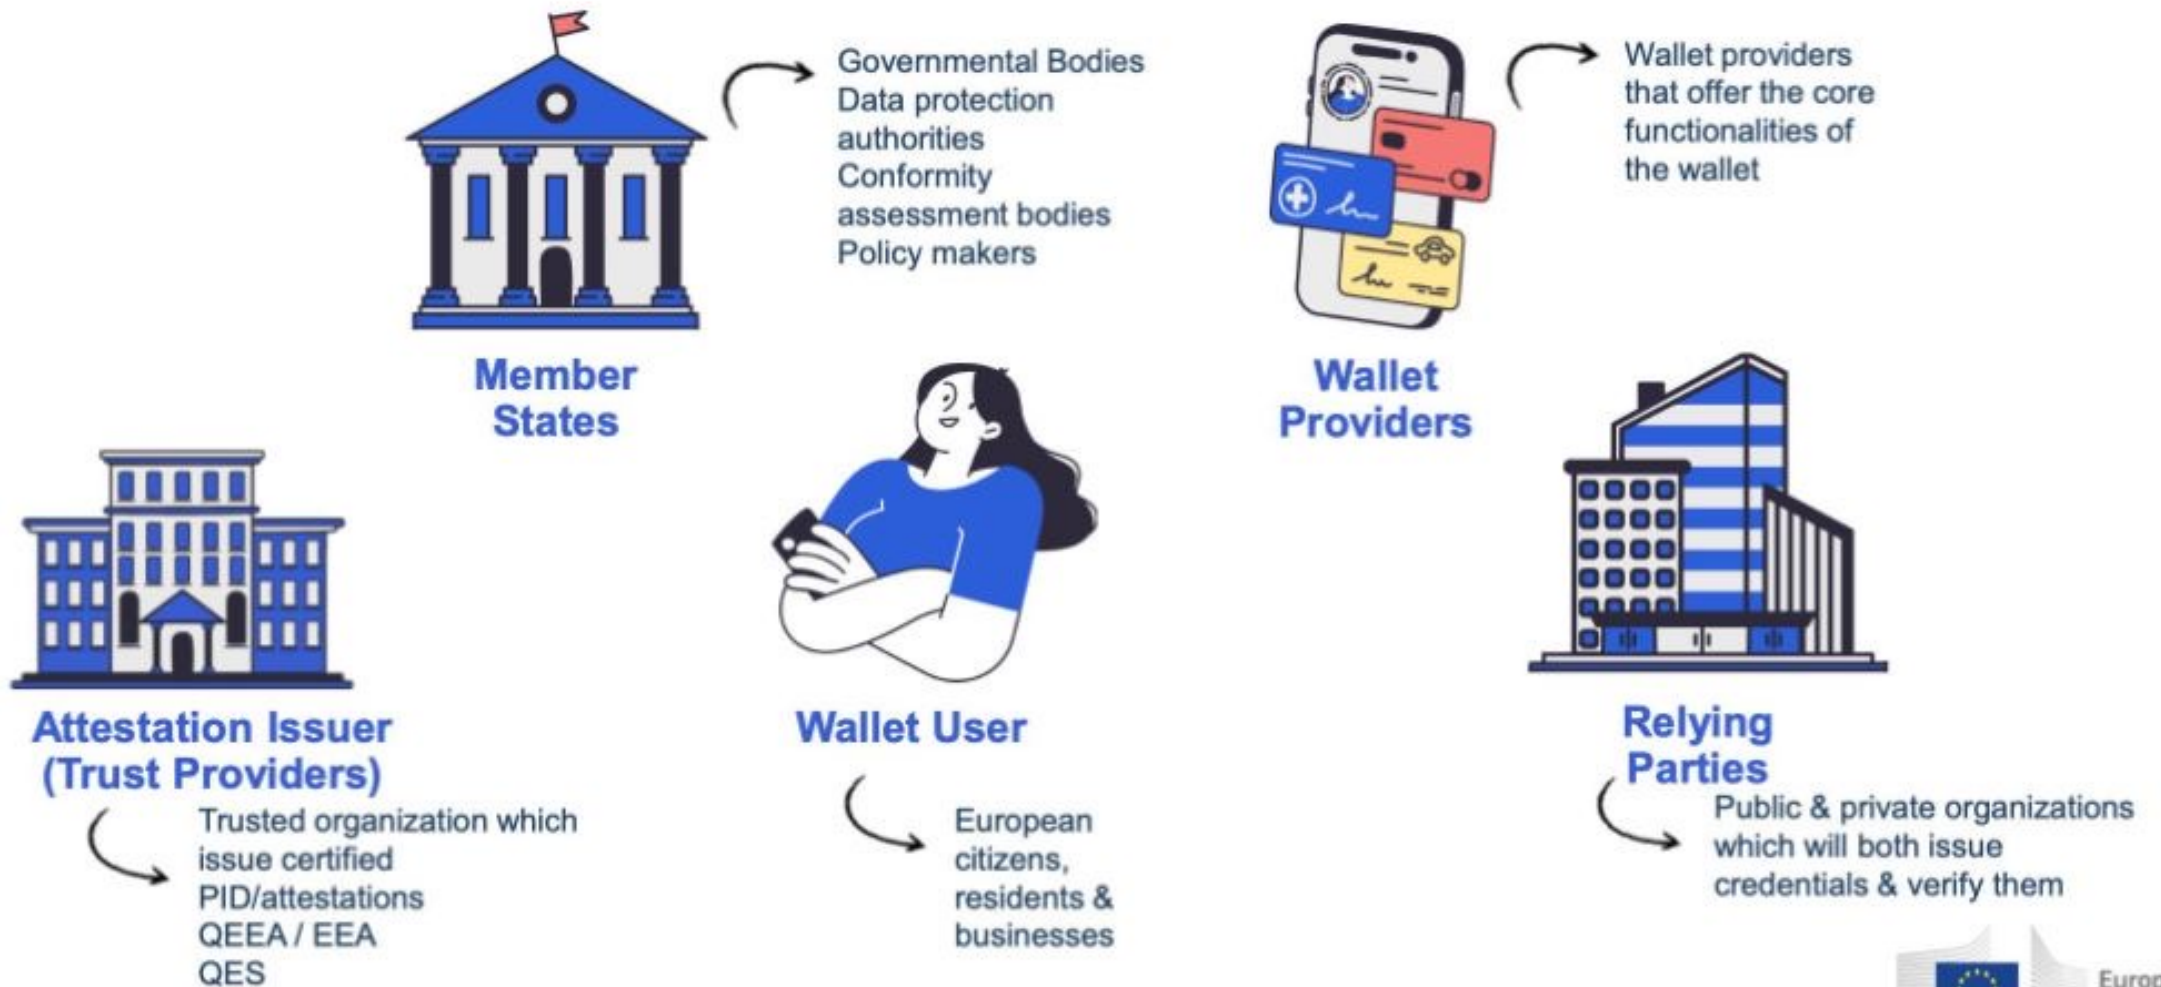 Governmental Bodies
Data protection
authorities
Conformity
assessment bodies
Policy makers
Wallet providers
that offer the core
functionalities of
the wallet
Member
States
Wallet
Providers
Attestation Issuer
(Trust Providers)
Trusted organization which
issue certified
PID/attestations
QEEA / EEA
QES
Wallet User
European
citizens,
residents &
businesses
Relying
Parties
Public & private organizations
which will both issue
credentials & verify them
Europ